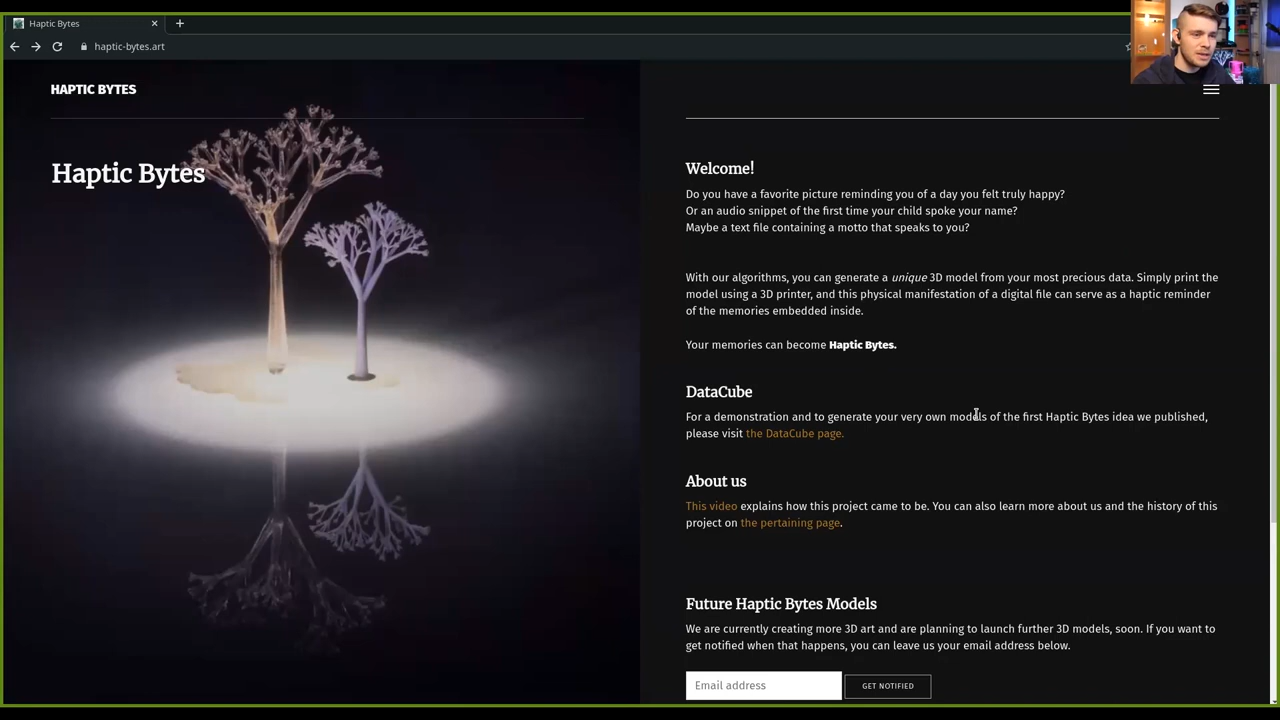 Haptic Bytes
haptic-bytes.art
HAPTIC BYTES
Haptic Bytes
Welcome!
Do you have a favorite picture reminding you of a day you felt truly happy?
Or an audio snippet of the first time your child spoke your name?
Maybe a text file containing a motto that speaks to you?
With our algorithms, you can generate a unique 3D model from your most precious data. Simply print the
model using a 3D printer, and this physical manifestation of a digital file can serve as a haptic reminder
of the memories embedded inside.
Your memories can become Haptic Bytes.
DataCube
For a demonstration and to generate your very own models of the first Haptic Bytes idea we published,
please visit the DataCube page.
About us
This video explains how this project came to be. You can also learn more about us and the history of this
project on the pertaining page.
Future Haptic Bytes Models
We are currently creating more 3D art and are planning to launch further 3D models, soon. If you want to
get notified when that happens, you can leave us your email address below.
Email address
GET NOTIFIED